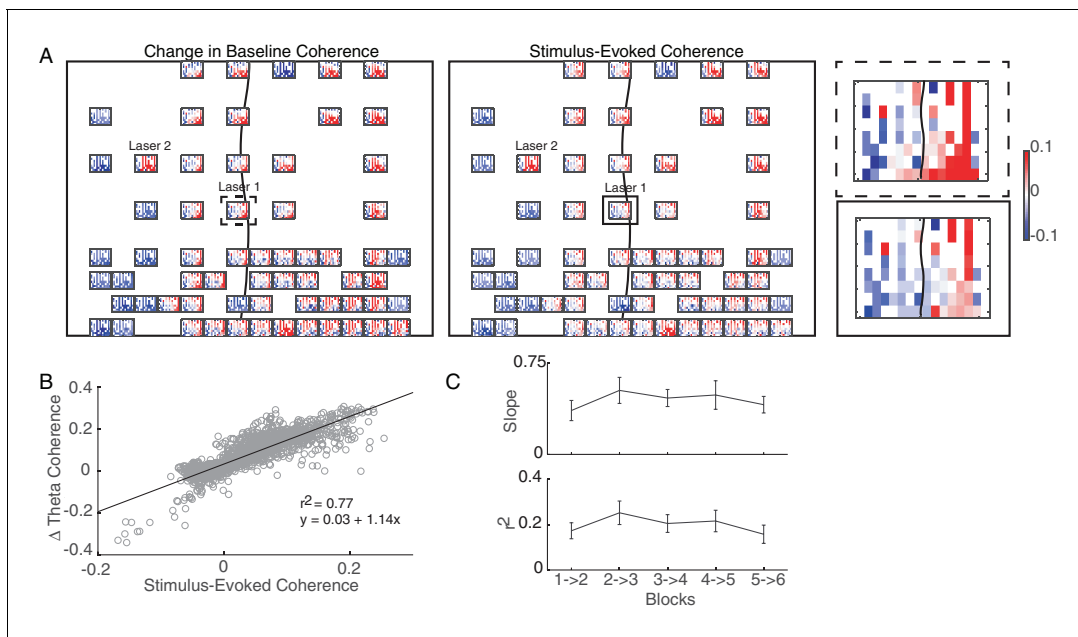 A
Change in Baseline Coherence
Stimulus-Evoked Coherence
Laser 2
Laser 1
Laser 2
Laser 1
0.1
0
-0.1
B
Δ Theta Coherence
0.4
0.2
0
-0.2
-0.4
-0.2
0
0.2
r² = 0.77
y = 0.03 + 1.14x
Stimulus-Evoked Coherence
C
Slope
0.75
0
r²
0.4
0.2
0
1->2
2->3
3->4
4->5
5->6
Blocks